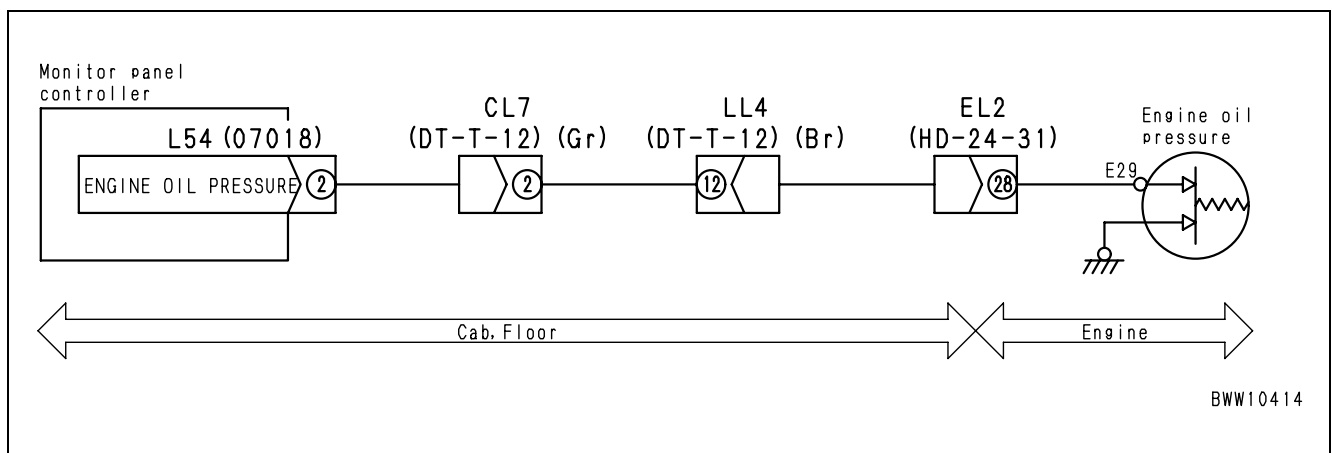 Monitor panel
controller
L54 (07018)
ENGINE OIL PRESSURE
2
CL7
(DT-T-12) (Gr)
2
LL4
(DT-T-12) (Br)
12
EL2
(HD-24-31)
28
Engine oil
pressure
E29
Cab, Floor
Engine
BWW10414